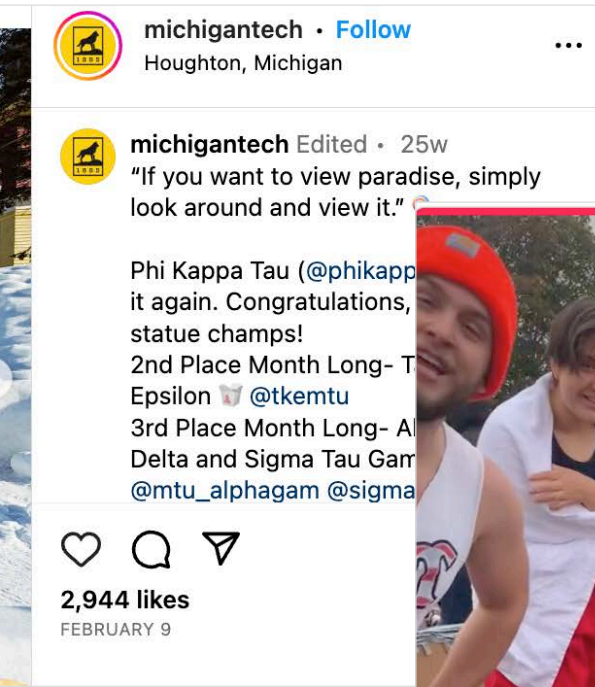 michigantech • Follow
Houghton, Michigan
1885
michigantech Edited • 25w
“If you want to view paradise, simply
look around and view it.”
Phi Kappa Tau (@phikapp
it again. Congratulations,
statue champs!
2nd Place Month Long- T
Epsilon @tkemtu
3rd Place Month Long- Al
Delta and Sigma Tau Gam
@mtu_alphagam @sigma
2,944 likes
FEBRUARY 9